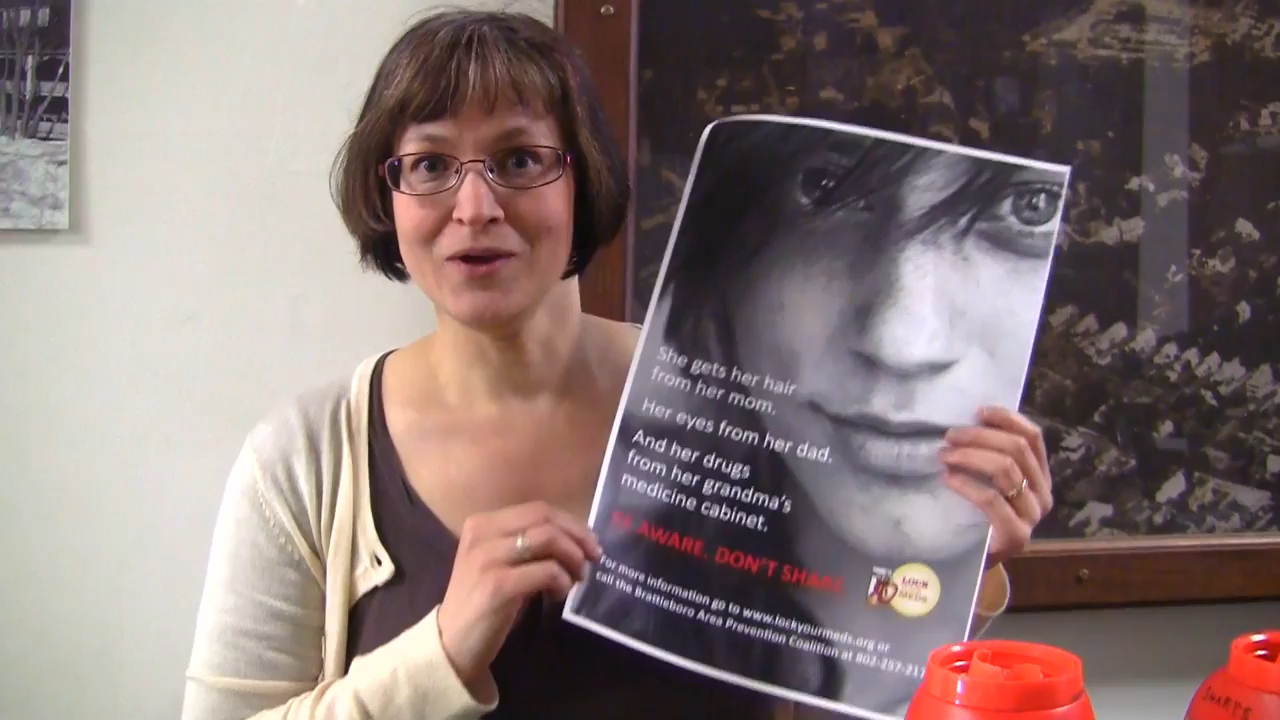 She gets her hair
from her mom.
Her eyes from her dad.
And her drugs
from her grandma's
medicine cabinet.
BE AWARE. DON'T SHARE.
For more information go to www.lockyourmeds.org or
call the Brattleboro Area Prevention Coalition at 802-257-217
LOCK
MEDS
SHARPS